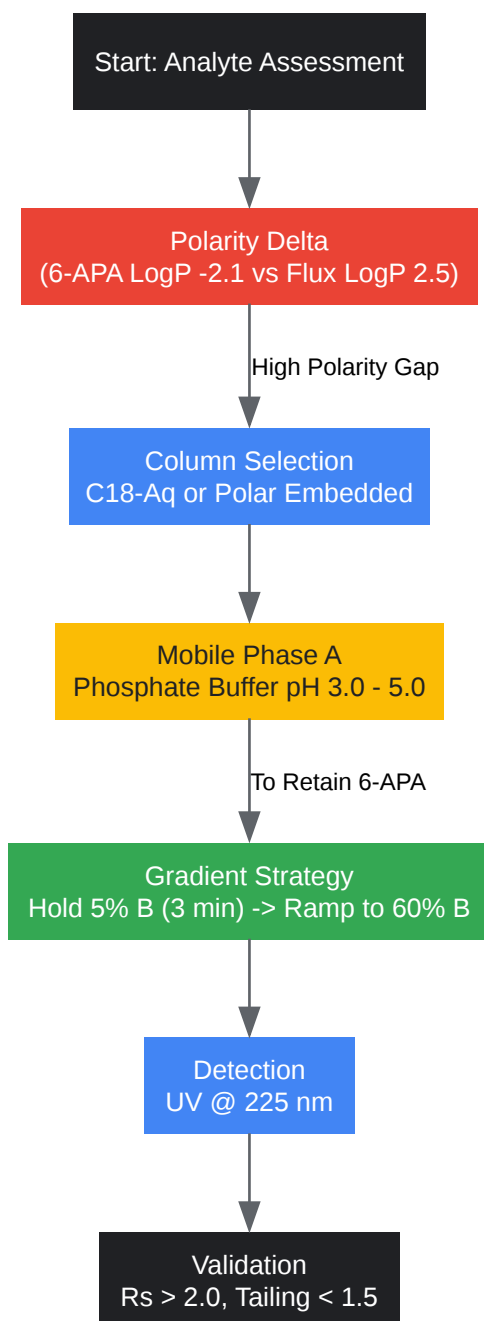 Start: Analyte Assessment
Polarity Delta
(6-APA LogP -2.1 vs Flux LogP 2.5)
High Polarity Gap
Column Selection
C18-Aq or Polar Embedded
Mobile Phase A
Phosphate Buffer pH 3.0 - 5.0
To Retain 6-APA
Gradient Strategy
Hold 5% B (3 min) -> Ramp to 60% B
Detection
UV @ 225 nm
Validation
Rs > 2.0, Tailing < 1.5